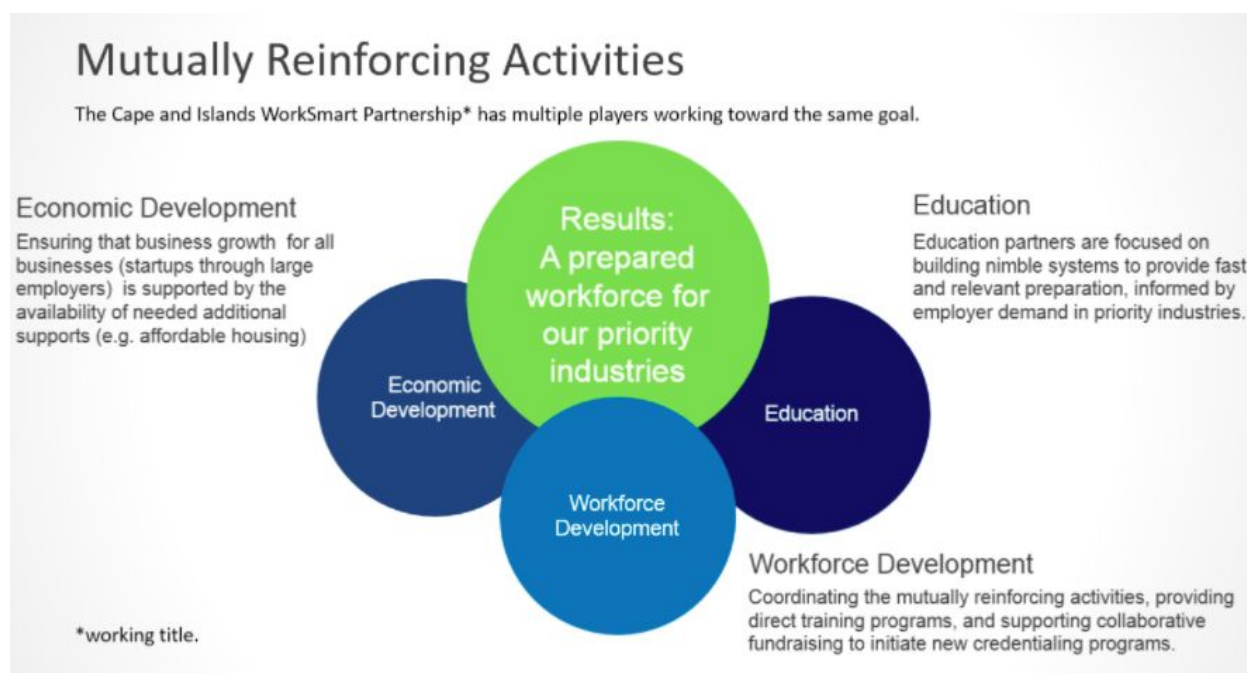 Mutually Reinforcing Activities
The Cape and Islands WorkSmart Partnership* has multiple players working toward the same goal.
Economic Development
Ensuring that business growth for all
businesses (startups through large
employers) is supported by the
availability of needed additional
supports (e.g. affordable housing)
Results:
A prepared
workforce for
our priority
industries
Education
Education partners are focused on
building nimble systems to provide fast
and relevant preparation, informed by
employer demand in priority industries.
Economic
Development
Education
Workforce
Development
Workforce Development
Coordinating the mutually reinforcing activities, providing
direct training programs, and supporting collaborative
fundraising to initiate new credentialing programs.
*working title.